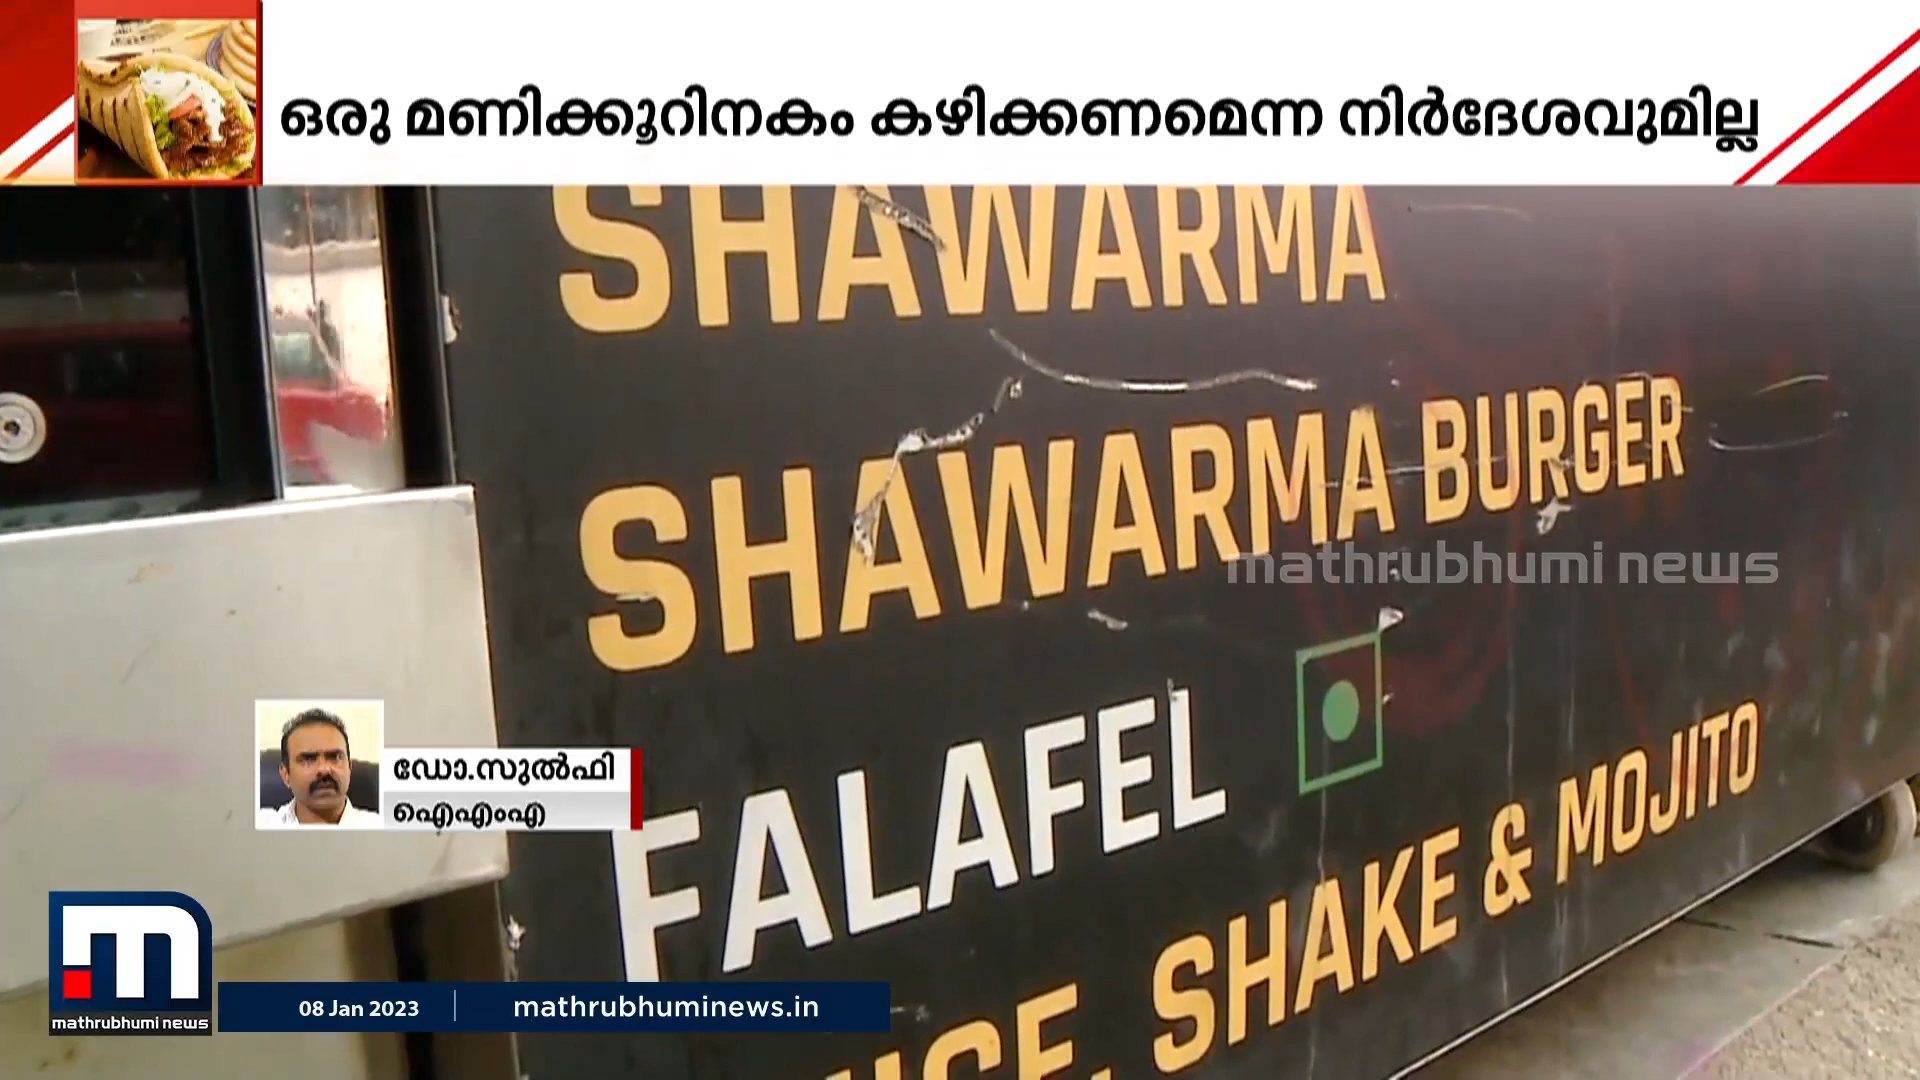 ഒരു മണിക്കൂറിനകം കഴിക്കണമെന്ന നിർദേശവുമില്ല
SHAWARMA
SHAWARMA BURGER
mathrubhumi news
FALAFEL
SHAKE & MOJITO
ഡോ.സുൽഫി
ഐഎംഎ
mathrubhumi news
08 Jan 2023
mathrubhuminews.in